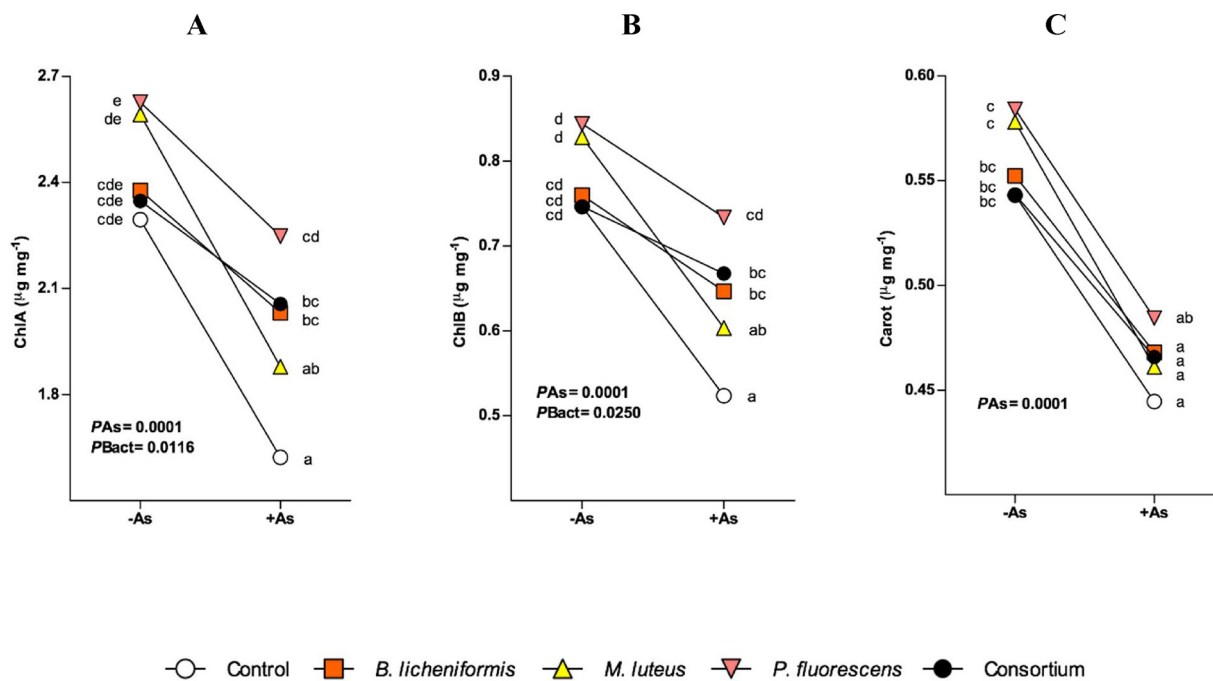 A
B
C
2.7
2.4
2.1
1.8
ChlA (µg mg⁻¹)
e
de
cde
cde
cde
cd
bc
bc
ab
a
PAs= 0.0001
PBact= 0.0116
-As
+As
0.9
0.8
0.7
0.6
0.5
ChlB (µg mg⁻¹)
d
d
cd
cd
cd
cd
bc
bc
ab
a
PAs= 0.0001
PBact= 0.0250
-As
+As
0.60
0.55
0.50
0.45
Carot (µg mg⁻¹)
c
c
bc
bc
bc
ab
a
a
a
a
PAs= 0.0001
-As
+As
Control B. licheniformis M. luteus P. fluorescens Consortium